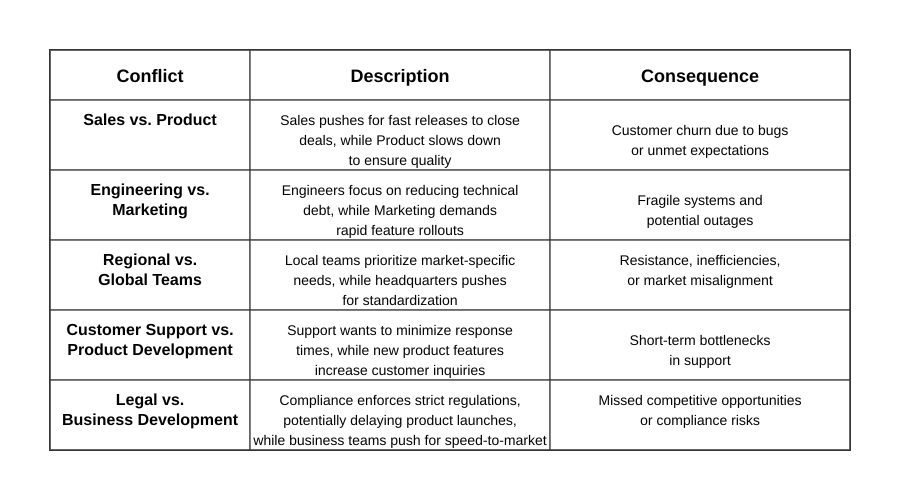 Conflict
Description
Consequence
Sales vs. Product
Sales pushes for fast releases to close
deals, while Product slows down
to ensure quality
Customer churn due to bugs
or unmet expectations
Engineering vs.
Marketing
Engineers focus on reducing technical
debt, while Marketing demands
rapid feature rollouts
Fragile systems and
potential outages
Regional vs.
Global Teams
Local teams prioritize market-specific
needs, while headquarters pushes
for standardization
Resistance, inefficiencies,
or market misalignment
Customer Support vs.
Product Development
Support wants to minimize response
times, while new product features
increase customer inquiries
Short-term bottlenecks
in support
Legal vs.
Business Development
Compliance enforces strict regulations,
potentially delaying product launches,
while business teams push for speed-to-market
Missed competitive opportunities
or compliance risks